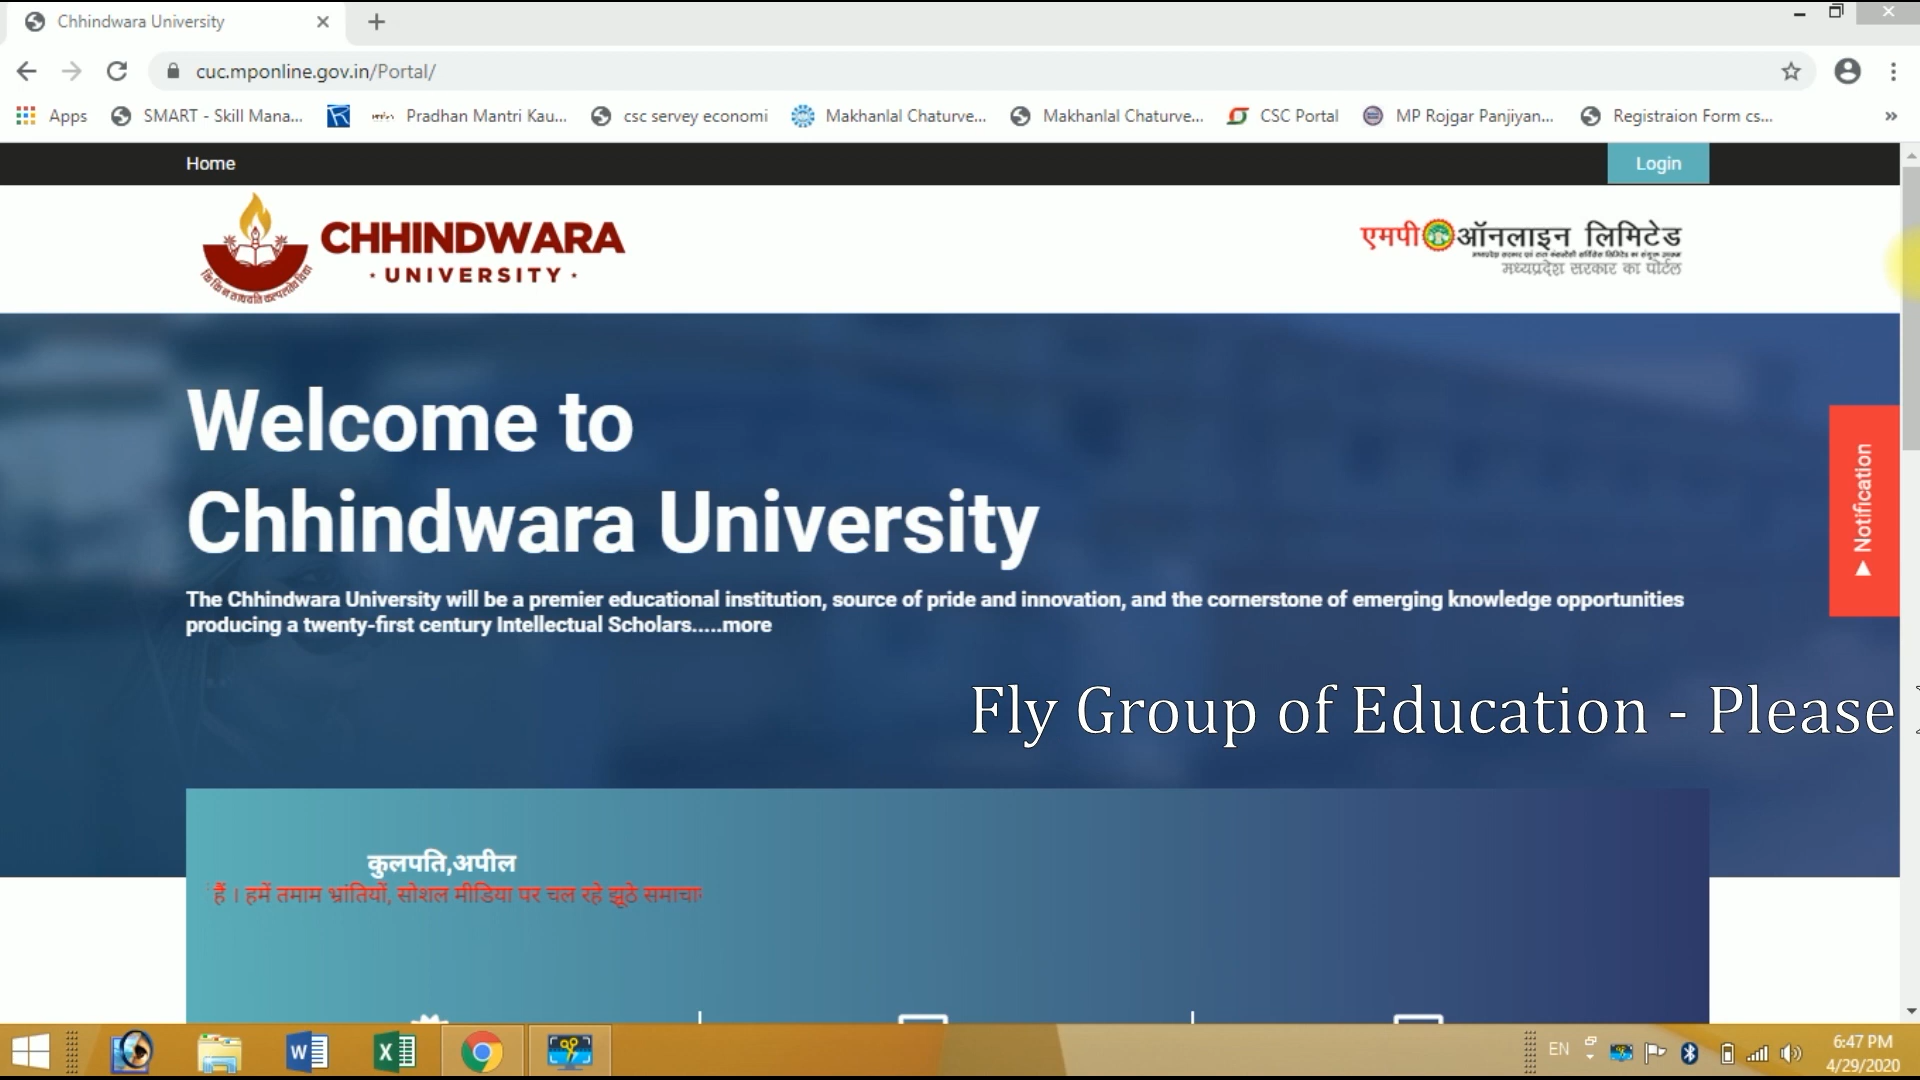 Chhindwara University
cuc.mponline.gov.in/Portal/
Apps
SMART - Skill Mana...
Pradhan Mantri Kau...
csc servey economi
Makhanlal Chaturve...
Makhanlal Chaturve...
CSC Portal
MP Rojgar Panjiyan...
Registraion Form cs...
»
Home
Login
CHHINDWARA
· UNIVERSITY ·
एमपी ऑनलाइन लिमिटेड
मध्यप्रदेश सरकार का पोर्टल
Welcome to
Chhindwara University
The Chhindwara University will be a premier educational institution, source of pride and innovation, and the cornerstone of emerging knowledge opportunities
producing a twenty-first century Intellectual Scholars.....more
Notification
Fly Group of Education - Please
कुलपति,अपील
हैं । हमें तमाम भ्रांतियों, सोशल मीडिया पर चल रहे झूठे समाचा
EN
6:47 PM
4/29/2020